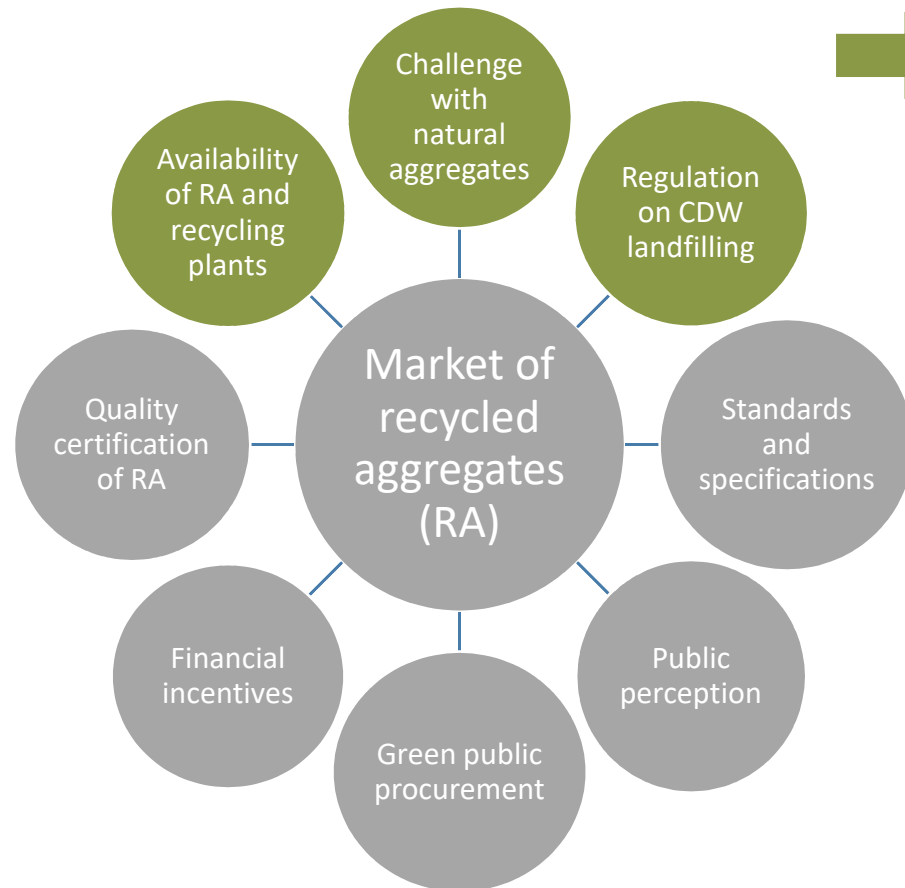 Challenge
with
natural
aggregates
Availability
of RA and
recycling
plants
Regulation
on CDW
landfilling
Market of
recycled
aggregates
(RA)
Quality
certification
of RA
Standards
and
specifications
Financial
incentives
Public
perception
Green public
procurement